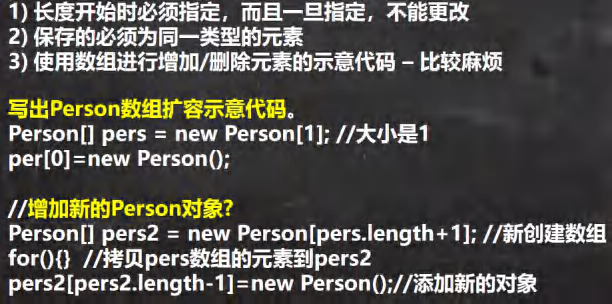 1) 长度开始时必须指定，而且一旦指定，不能更改
2) 保存的必须为同一类型的元素
3) 使用数组进行增加/删除元素的示意代码 – 比较麻烦
写出Person数组扩容示意代码。
Person[] pers = new Person[1]; //大小是1
per[0]=new Person();
//增加新的Person对象?
Person[] pers2 = new Person[pers.length+1]; //新创建数组
for(){} //拷贝pers数组的元素到pers2
pers2[pers2.length-1]=new Person();//添加新的对象